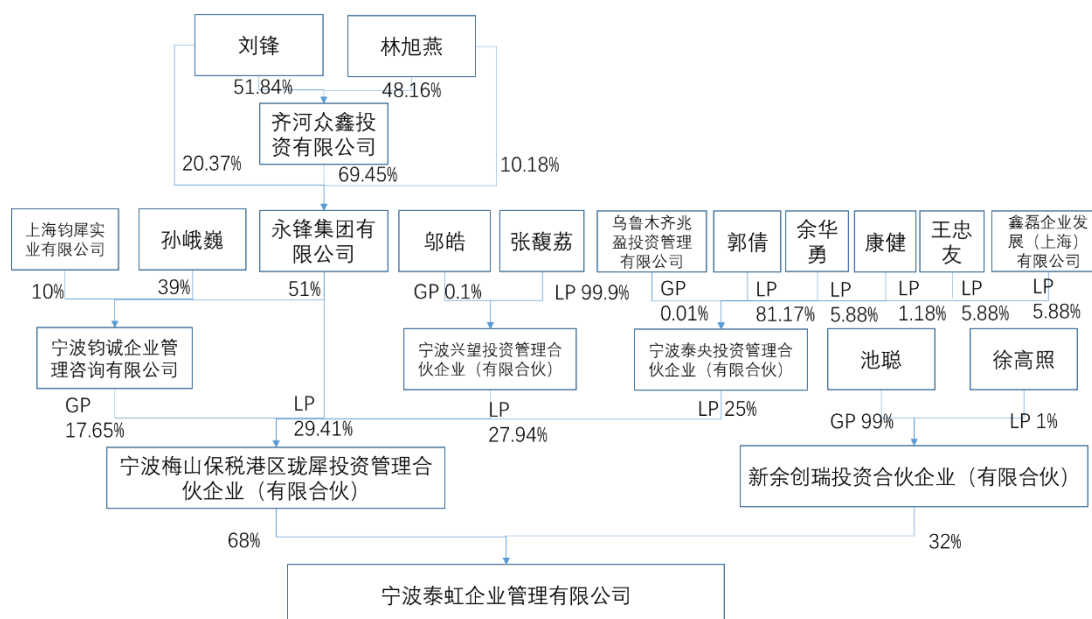 刘锋
林旭燕
51.84%
48.16%
齐河众鑫投
资有限公司
20.37%
69.45%
10.18%
上海钧犀实
业有限公司
孙峨巍
永锋集团有
限公司
邬皓
张馥荔
乌鲁木齐兆
盈投资管理
有限公司
郭倩
余华
勇
康健
王忠
友
鑫磊企业发
展（上海）
有限公司
10%
39%
51%
GP 0.1%
LP 99.9%
GP
0.01%
LP
81.17%
LP
5.88%
LP
1.18%
LP
5.88%
LP
5.88%
宁波钧诚企业管
理咨询有限公司
宁波兴望投资管理合
伙企业（有限合伙）
宁波泰央投资管理合
伙企业（有限合伙）
池聪
徐高照
GP
17.65%
LP
29.41%
LP
27.94%
LP 25%
GP 99%
LP 1%
宁波梅山保税港区珑犀投资管理合
伙企业（有限合伙）
新余创瑞投资合伙企业（有限合伙）
68%
32%
宁波泰虹企业管理有限公司